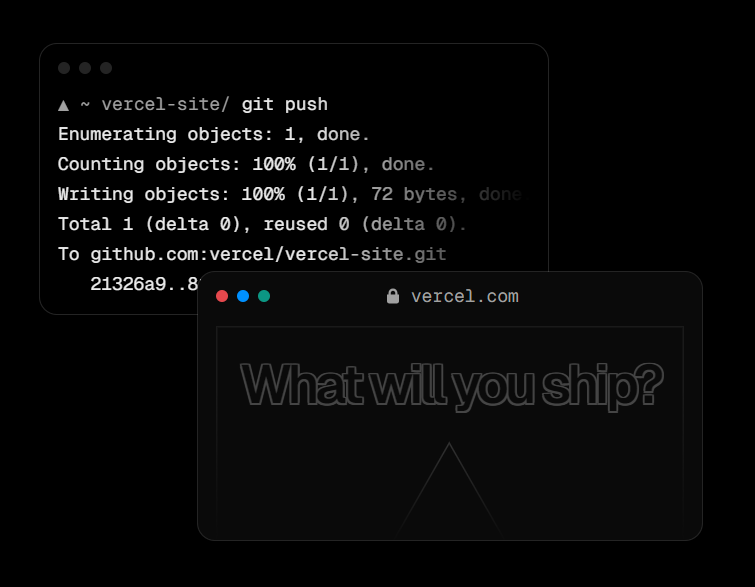 ▲ ~ vercel-site/ git push
Enumerating objects: 1, done.
Counting objects: 100% (1/1), done.
Writing objects: 100% (1/1), 72 bytes, done
Total 1 (delta 0), reused 0 (delta 0).
To github.com:vercel/vercel-site.git
21326a9..8
vercel.com
What will you ship?